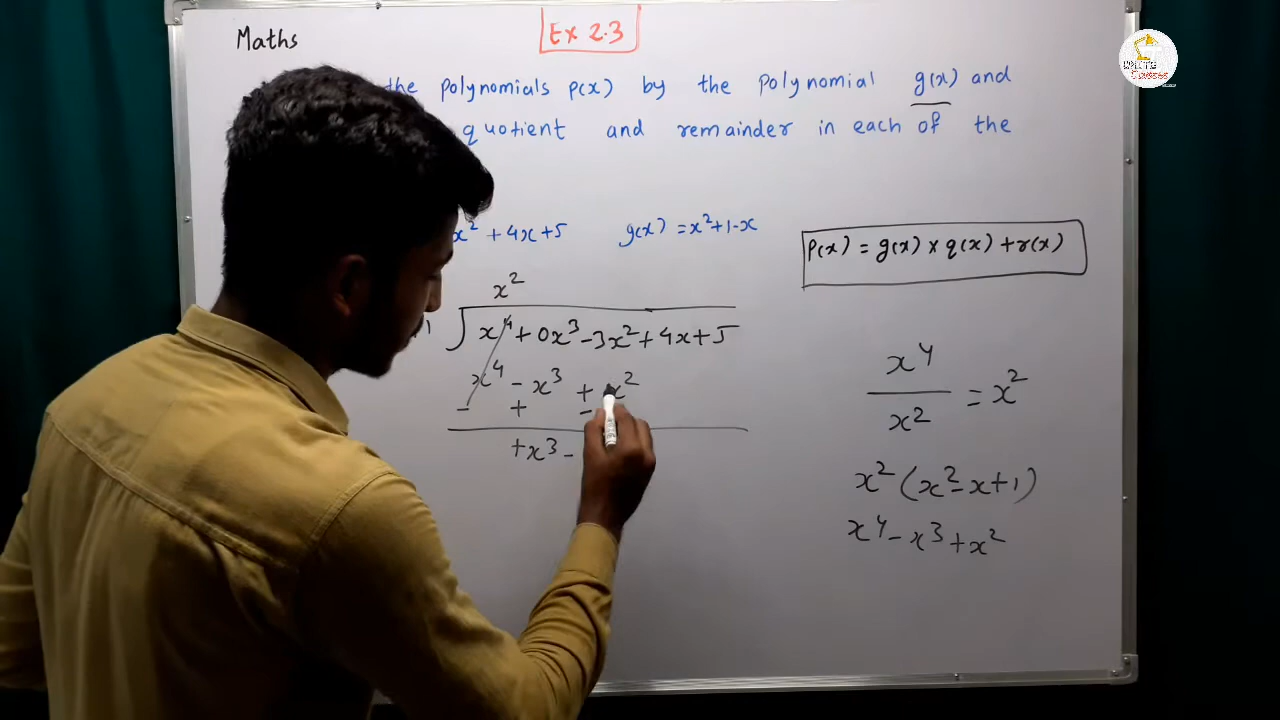 Maths
Ex 2.3
the polynomials p(x) by the polynomial g(x) and
quotient and remainder in each of the
x² + 4x+5 g(x) = x²+1-x
P(x) = g(x) × q(x) + r(x)
x²
1 x⁴ + 0x³ - 3x² + 4x + 5
x⁴ - x³ + x²
- + -
+x³ -
x⁴
x² = x²
x² (x² - x + 1)
x⁴ - x³ + x²
Classes